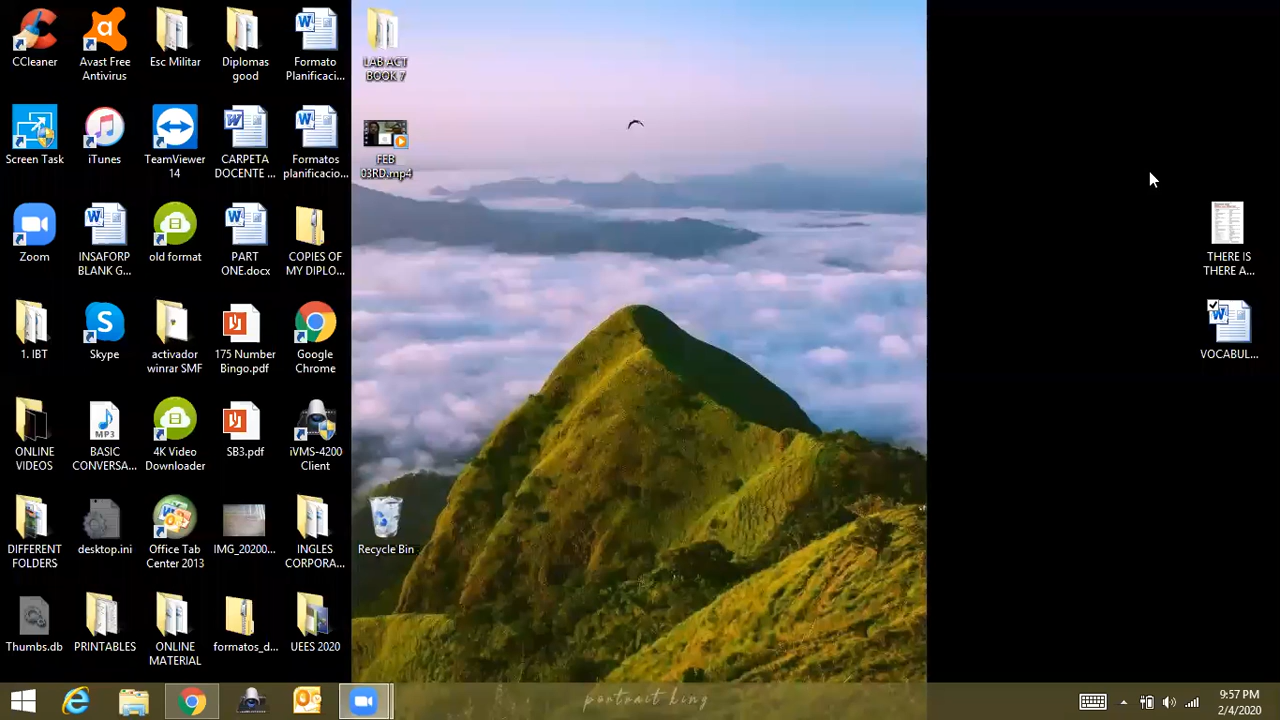 CCleaner
Avast Free
Antivirus
Esc Militar
Diplomas
good
Formato
Planificaci...
LAB ACT
BOOK 7
Screen Task
iTunes
TeamViewer
14
CARPETA
DOCENTE ...
Formatos
planificacio...
FEB
03RD.mp4
Zoom
INSAFORP
BLANK G...
old format
PART
ONE.docx
COPIES OF
MY DIPLO...
THERE IS
THERE A...
1. IBT
Skype
activador
winrar SMF
175 Number
Bingo.pdf
Google
Chrome
VOCABUL...
ONLINE
VIDEOS
MP3
BASIC
CONVERSA...
4K Video
Downloader
SB3.pdf
iVMS-4200
Client
DIFFERENT
FOLDERS
desktop.ini
Office Tab
Center 2013
IMG_20200...
INGLES
CORPORA...
Recycle Bin
Thumbs.db
PRINTABLES
ONLINE
MATERIAL
formatos_d...
UEES 2020
portrait king
9:57 PM
2/4/2020